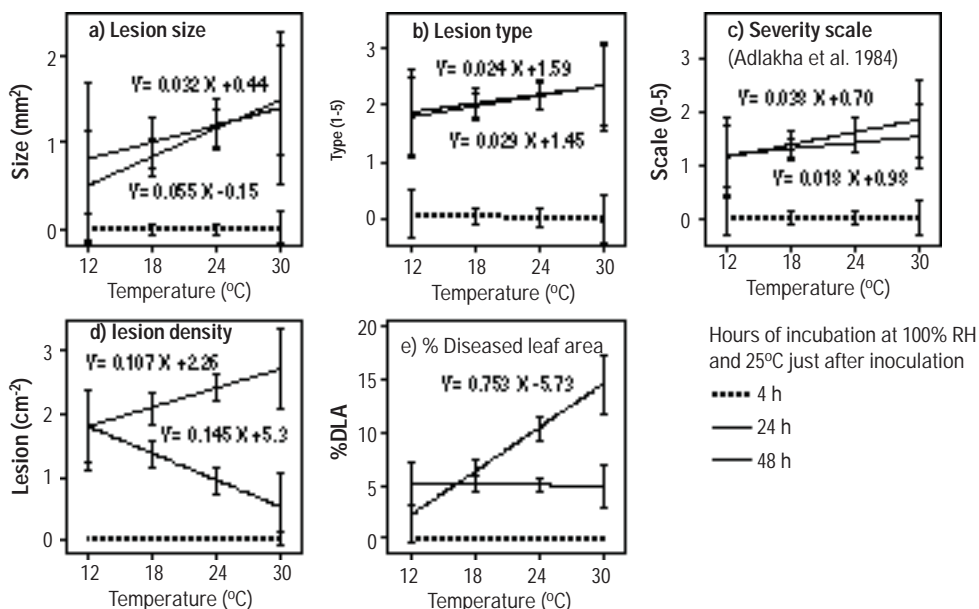 a) Lesion size
Size (mm²)
2
1
0
V= 0.032 X +0.44
V= 0.055 X -0.15
12 18 24 30
Temperature (ºC)
b) Lesion type
Type (1-5)
3
2
1
0
V= 0.024 X +1.59
V= 0.029 X +1.45
12 18 24 30
Temperature (ºC)
c) Severity scale
(Adlakha et al. 1984)
Scale (0-5)
3
2
1
0
V= 0.038 X +0.70
V= 0.018 X +0.98
12 18 24 30
Temperature (ºC)
d) lesion density
Lesion (cm⁻²)
3
2
1
0
V= 0.107 X +2.26
V= 0.145 X +5.3
12 18 24 30
Temperature (ºC)
e) % Diseased leaf area
%DLA
20
15
10
5
0
V= 0.753 X -5.73
12 18 24 30
Temperature (ºC)
Hours of incubation at 100% RH
and 25ºC just after inoculation
4 h
24 h
48 h